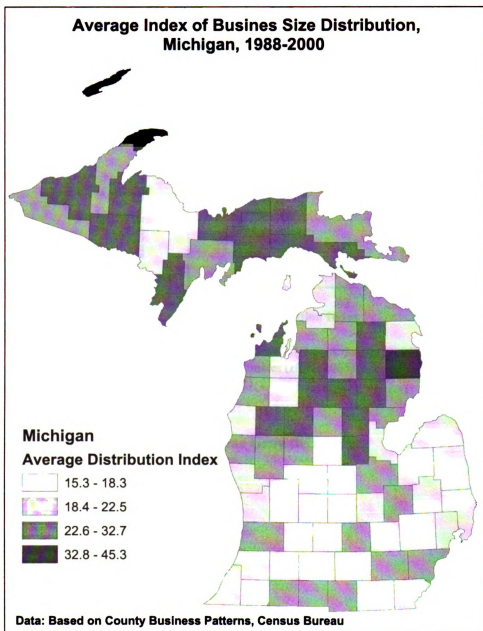 Average Index of Busines Size Distribution,
Michigan, 1988-2000
Michigan
Average Distribution Index
15.3 - 18.3
18.4 - 22.5
22.6 - 32.7
32.8 - 45.3
Data: Based on County Business Patterns, Census Bureau